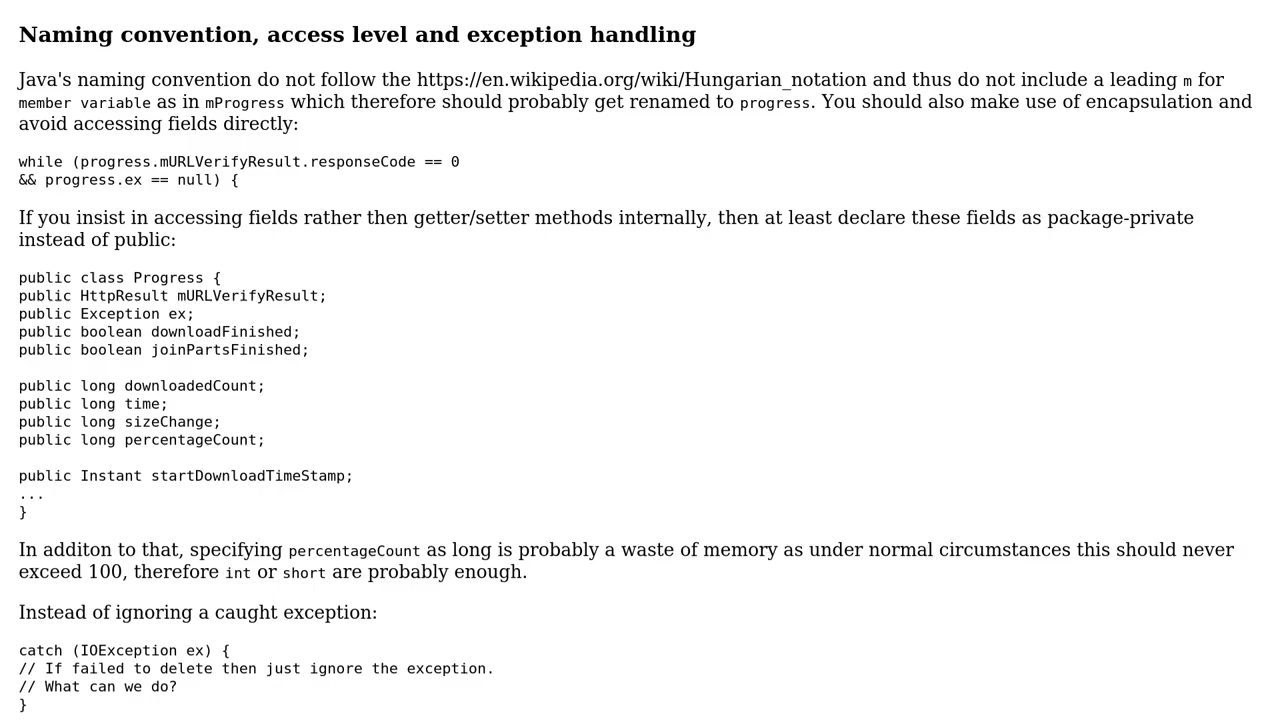 Naming convention, access level and exception handling
Java's naming convention do not follow the https://en.wikipedia.org/wiki/Hungarian_notation and thus do not include a leading m for
member variable as in mProgress which therefore should probably get renamed to progress. You should also make use of encapsulation and
avoid accessing fields directly:
while (progress.mURLVerifyResult.responseCode == 0
&& progress.ex == null) {
If you insist in accessing fields rather then getter/setter methods internally, then at least declare these fields as package-private
instead of public:
public class Progress {
public HttpResult mURLVerifyResult;
public Exception ex;
public boolean downloadFinished;
public boolean joinPartsFinished;
public long downloadedCount;
public long time;
public long sizeChange;
public long percentageCount;
public Instant startDownloadTimeStamp;
...
}
In additon to that, specifying percentageCount as long is probably a waste of memory as under normal circumstances this should never
exceed 100, therefore int or short are probably enough.
Instead of ignoring a caught exception:
catch (IOException ex) {
// If failed to delete then just ignore the exception.
// What can we do?
}